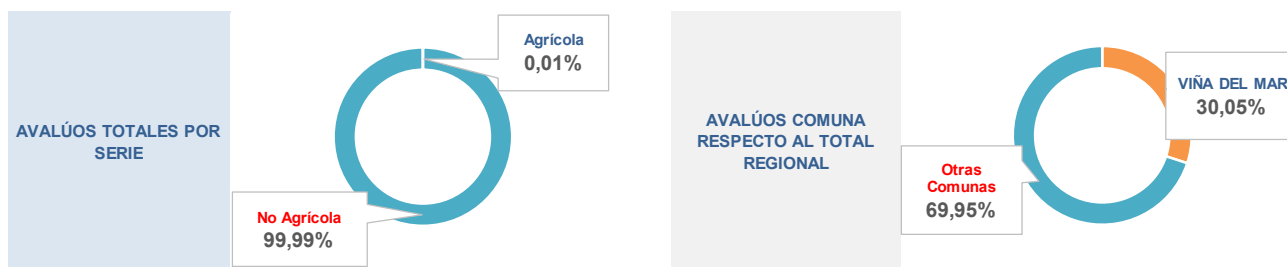 AVALÚOS TOTALES POR
SERIE
Agrícola
0,01%
No Agrícola
99,99%
AVALÚOS COMUNA
RESPECTO AL TOTAL
REGIONAL
VIÑA DEL MAR
30,05%
Otras
Comunas
69,95%